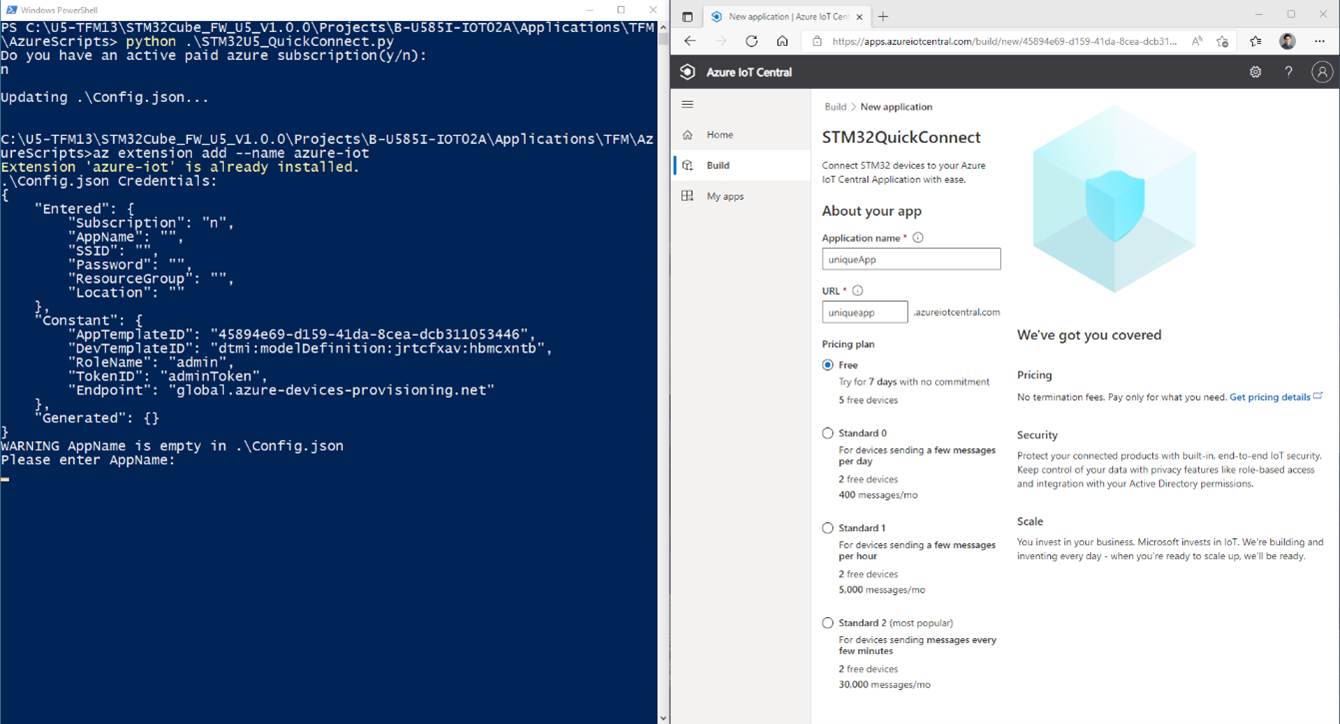 Windows PowerShell
PS C:\U5-TFM13\STM32Cube_FW_U5_V1.0.0\Projects\B-U585I-IOT02A\Applications\TFM
\AzureScripts> python .\STM32U5_QuickConnect.py
Do you have an active paid azure subscription(y/n):
n
Updating .\Config.json...
C:\U5-TFM13\STM32Cube_FW_U5_V1.0.0\Projects\B-U585I-IOT02A\Applications\TFM\Az
ureScripts>az extension add --name azure-iot
Extension 'azure-iot' is already installed.
.\Config.json Credentials:
{
    "Entered": {
        "Subscription": "n",
        "AppName": "",
        "SSID": "",
        "Password": "",
        "ResourceGroup": "",
        "Location": ""
    },
    "Constant": {
        "AppTemplateID": "45894e69-d159-41da-8cea-dcb311053446",
        "DevTemplateID": "dtmi:modelDefinition:jrtcfxav:hbmcxntb",
        "RoleName": "admin",
        "TokenID": "adminToken",
        "Endpoint": "global.azure-devices-provisioning.net"
    },
    "Generated": {}
}
WARNING AppName is empty in .\Config.json
Please enter AppName:
New application | Azure IoT Cent
https://apps.azureiotcentral.com/build/new/45894e69-d159-41da-8cea-dcb31...
Azure IoT Central
Home
Build
My apps
Build > New application
STM32QuickConnect
Connect STM32 devices to your Azure
IoT Central Application with ease.
About your app
Application name *
uniqueApp
URL *
uniqueapp .azureiotcentral.com
Pricing plan
Free
Try for 7 days with no commitment
5 free devices
Standard 0
For devices sending a few messages
per day
2 free devices
400 messages/mo
Standard 1
For devices sending a few messages
per hour
2 free devices
5,000 messages/mo
Standard 2 (most popular)
For devices sending messages every
few minutes
2 free devices
30,000 messages/mo
We've got you covered
Pricing
No termination fees. Pay only for what you need. Get pricing details
Security
Protect your connected products with built-in, end-to-end IoT security.
Keep control of your data with privacy features like role-based access
and integration with your Active Directory permissions.
Scale
You invest in your business. Microsoft invests in IoT. We're building and
inventing every day - when you're ready to scale up, we'll be ready.